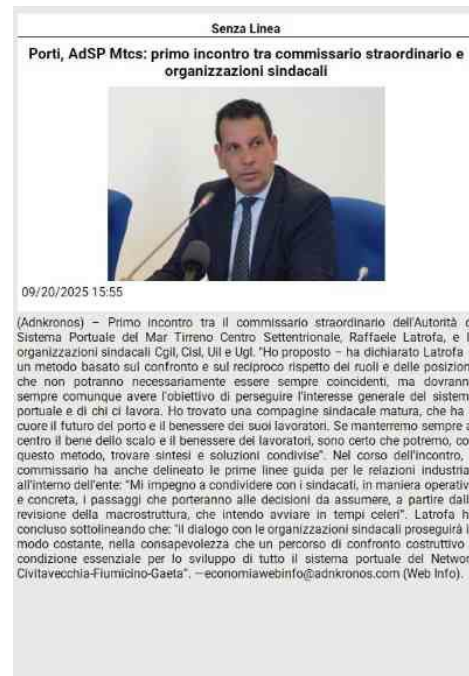 Senza Linea
Porti, AdSP Mtcs: primo incontro tra commissario straordinario e
organizzazioni sindacali
09/20/2025 15:55
(Adnkronos) – Primo incontro tra il commissario straordinario dell'Autorità
Sistema Portuale del Mar Tirreno Centro Settentrionale, Raffaele Latrofa, e
organizzazioni sindacali Cgil, Cisl, Uil e Ugl. "Ho proposto – ha dichiarato Latrofa
un metodo basato sul confronto e sul reciproco rispetto dei ruoli e delle posizion
che non potranno necessariamente essere sempre coincidenti, ma dovrann
sempre comunque avere l'obiettivo di perseguire l'interesse generale del sistem
portuale e di chi ci lavora. Ho trovato una compagine sindacale matura, che ha
cuore il futuro del porto e il benessere dei suoi lavoratori. Se manterremo sempre a
centro il bene dello scalo e il benessere dei lavoratori, sono certo che potremo, co
questo metodo, trovare sintesi e soluzioni condivise". Nel corso dell'incontro,
commissario ha anche delineato le prime linee guida per le relazioni industria
all'interno dell'ente: "Mi impegno a condividere con i sindacati, in maniera operativ
e concreta, i passaggi che porteranno alle decisioni da assumere, a partire dall
revisione della macrostruttura, che intendo avviare in tempi celeri". Latrofa h
concluso sottolineando che: "il dialogo con le organizzazioni sindacali proseguirà i
modo costante, nella consapevolezza che un percorso di confronto costruttivo
condizione essenziale per lo sviluppo di tutto il sistema portuale del Networ
Civitavecchia-Fiumicino-Gaeta". —economiawebinfo@adnkronos.com (Web Info).